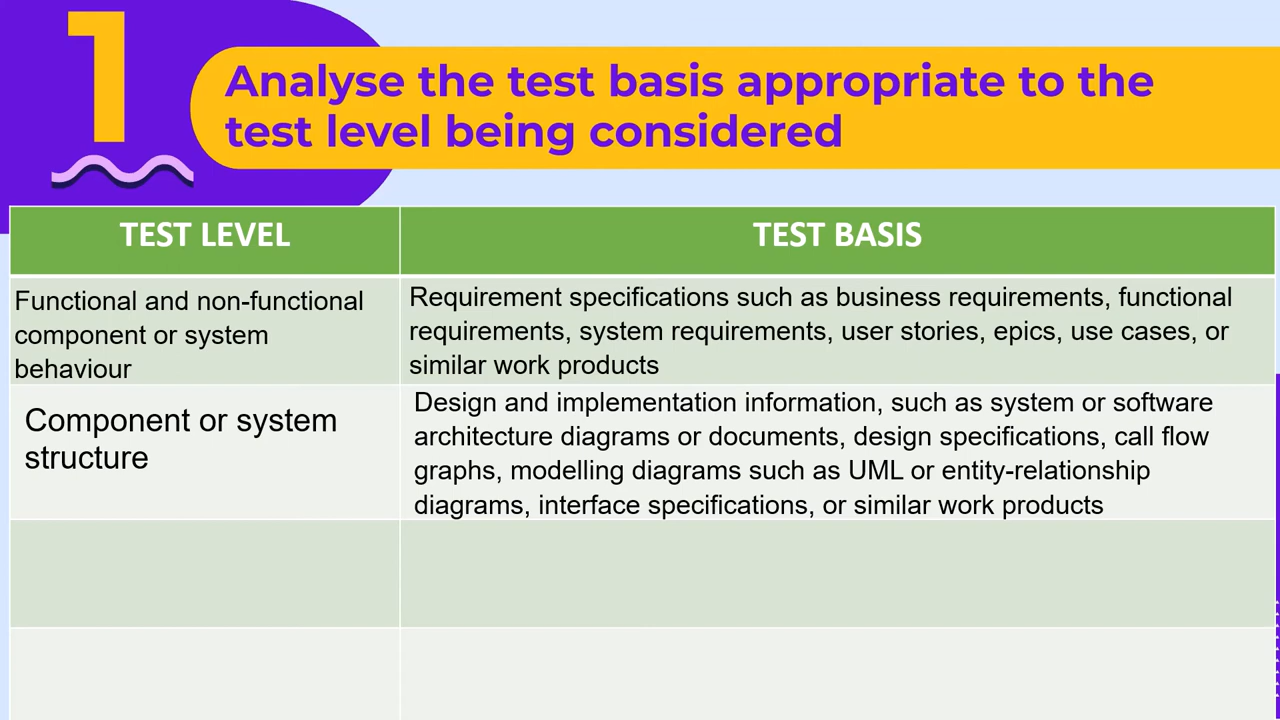 1
Analyse the test basis appropriate to the
test level being considered
TEST LEVEL
TEST BASIS
Functional and non-functional
component or system
behaviour
Requirement specifications such as business requirements, functional
requirements, system requirements, user stories, epics, use cases, or
similar work products
Component or system
structure
Design and implementation information, such as system or software
architecture diagrams or documents, design specifications, call flow
graphs, modelling diagrams such as UML or entity-relationship
diagrams, interface specifications, or similar work products